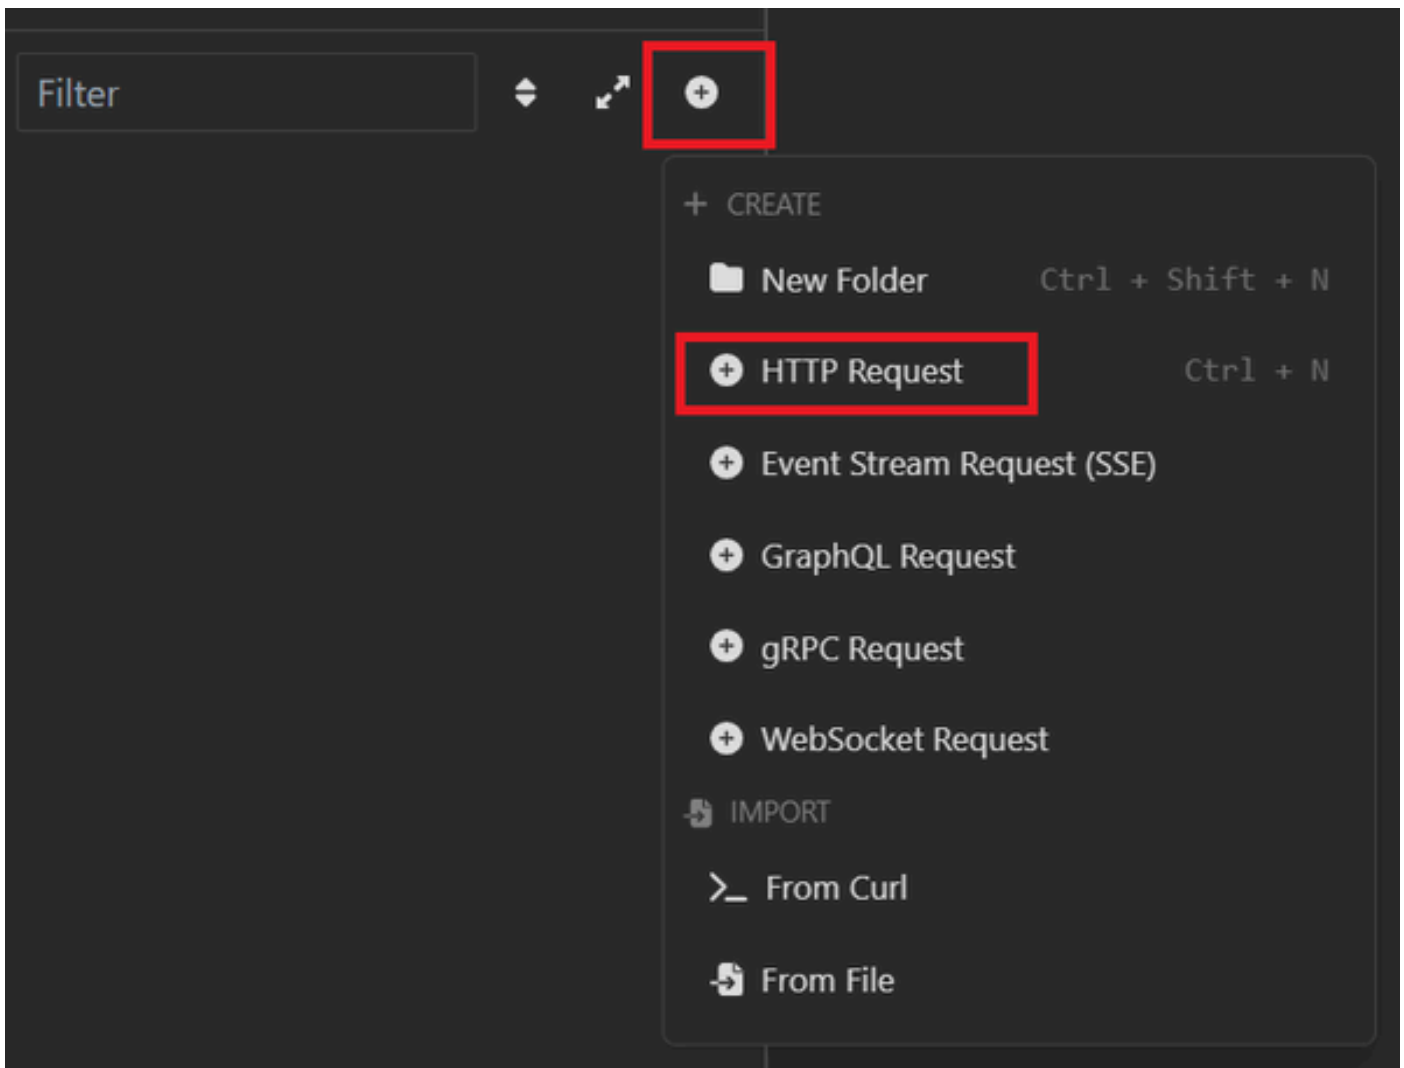 Filter
CREATE
New Folder Ctrl + Shift + N
HTTP Request Ctrl + N
Event Stream Request (SSE)
GraphQL Request
gRPC Request
WebSocket Request
IMPORT
From Curl
From File